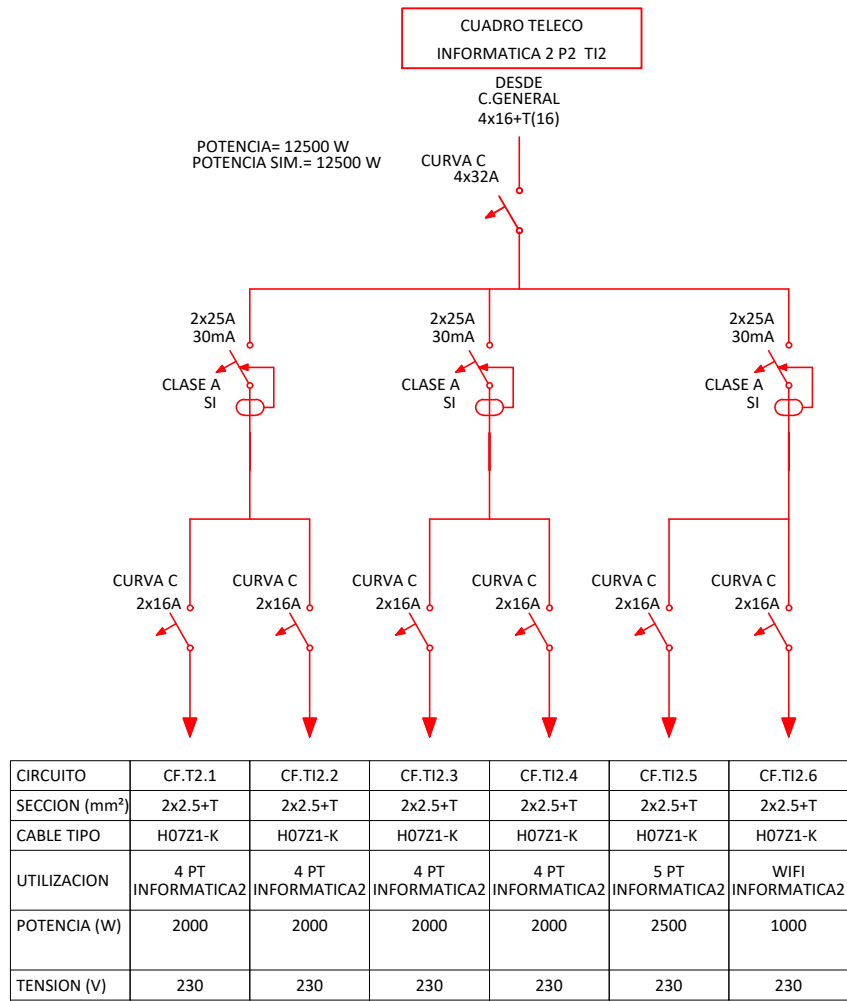 CUADRO TELECO
INFORMATICA 2 P2 TI2
DESDE
C.GENERAL
4x16+T(16)
POTENCIA= 12500 W
POTENCIA SIM.= 12500 W
CURVA C
4x32A
2x25A
30mA
CLASE A
SI
2x25A
30mA
CLASE A
SI
2x25A
30mA
CLASE A
SI
CURVA C
2x16A
CURVA C
2x16A
CURVA C
2x16A
CURVA C
2x16A
CURVA C
2x16A
CURVA C
2x16A
CIRCUITO CF.T2.1 CF.TI2.2 CF.TI2.3 CF.TI2.4 CF.TI2.5 CF.TI2.6
SECCION (mm²) 2x2.5+T 2x2.5+T 2x2.5+T 2x2.5+T 2x2.5+T 2x2.5+T
CABLE TIPO H07Z1-K H07Z1-K H07Z1-K H07Z1-K H07Z1-K H07Z1-K
UTILIZACION 4 PT 4 PT 4 PT 4 PT 5 PT WIFI
INFORMATICA2 INFORMATICA2 INFORMATICA2 INFORMATICA2 INFORMATICA2 INFORMATICA2
POTENCIA (W) 2000 2000 2000 2000 2500 1000
TENSION (V) 230 230 230 230 230 230